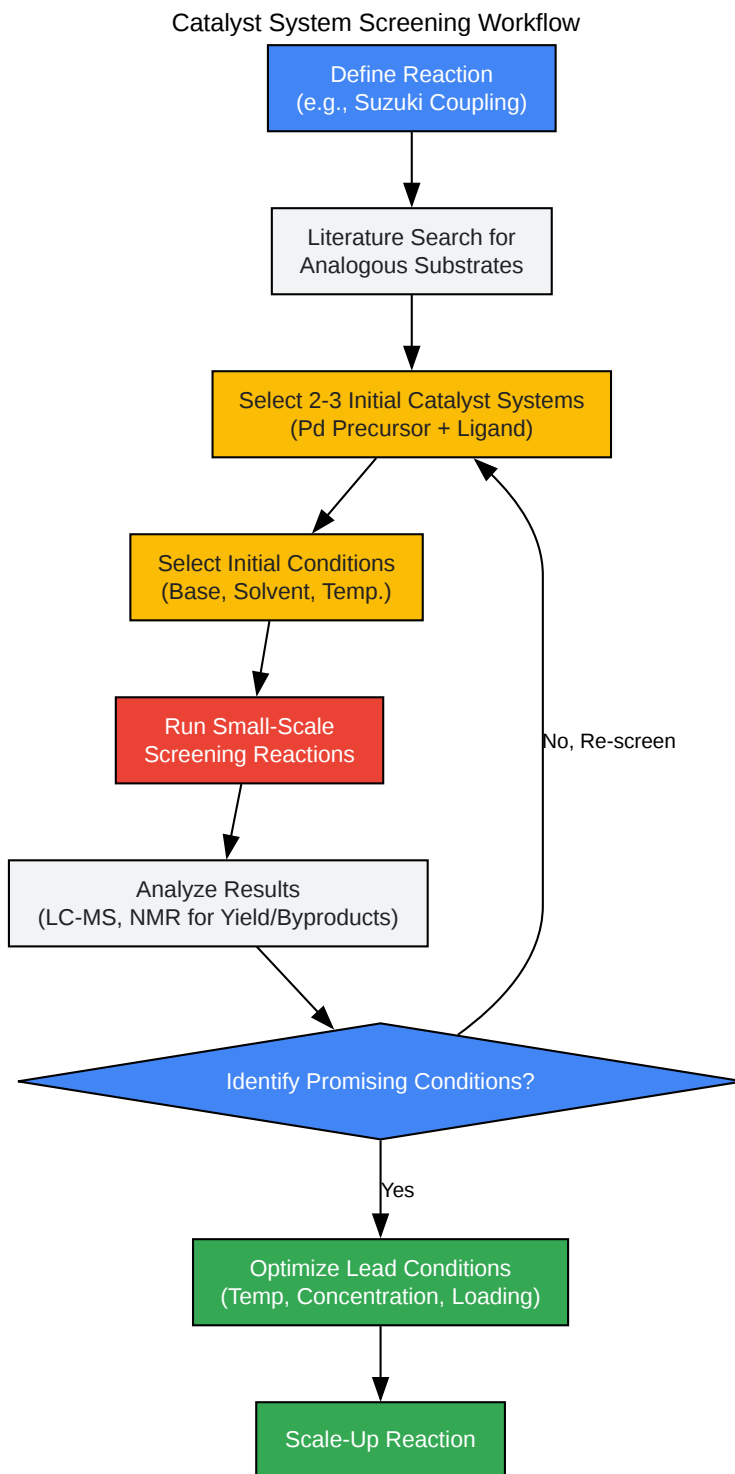 Catalyst System Screening Workflow
Define Reaction
(e.g., Suzuki Coupling)
Literature Search for
Analogous Substrates
Select 2-3 Initial Catalyst Systems
(Pd Precursor + Ligand)
Select Initial Conditions
(Base, Solvent, Temp.)
Run Small-Scale
Screening Reactions
No, Re-screen
Analyze Results
(LC-MS, NMR for Yield/Byproducts)
Identify Promising Conditions?
Yes
Optimize Lead Conditions
(Temp, Concentration, Loading)
Scale-Up Reaction